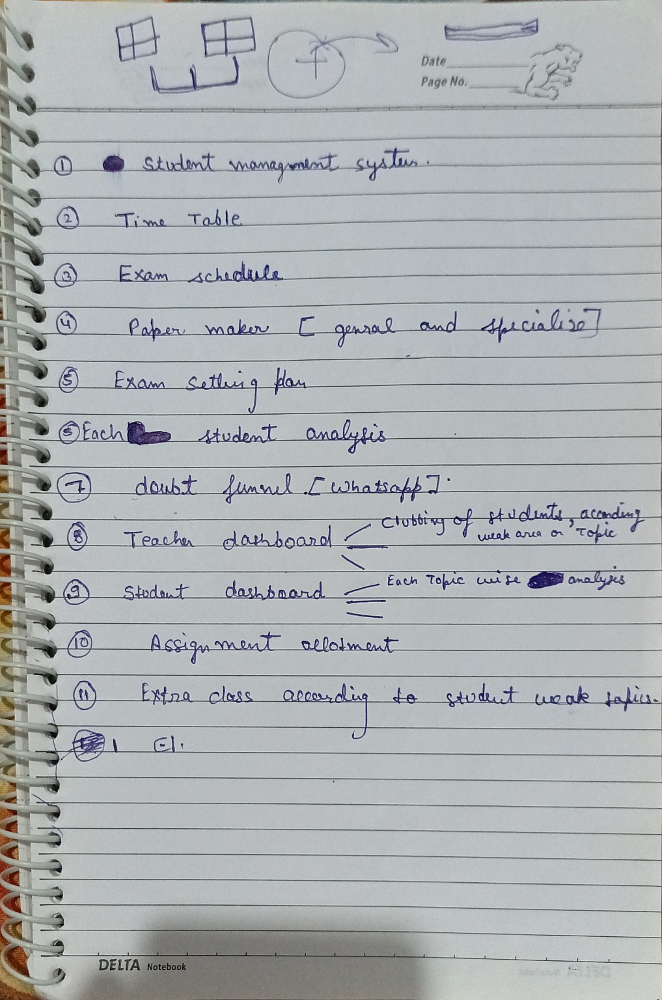 Date
Page No.
① Student managment system.
② Time Table
③ Exam schedule
④ Paper maker [genral and specialize]
⑤ Exam setting plan
⑤ Each student analysis
⑦ doubt funnel [Whatsapp].
⑧ Teacher dashboard Clubbing of students, according
weak area or Topic
⑨ Student dashboard Each Topic wise analysis
⑩ Assignment allotment
⑪ Extra class according to student weak topics.
DELTA Notebook